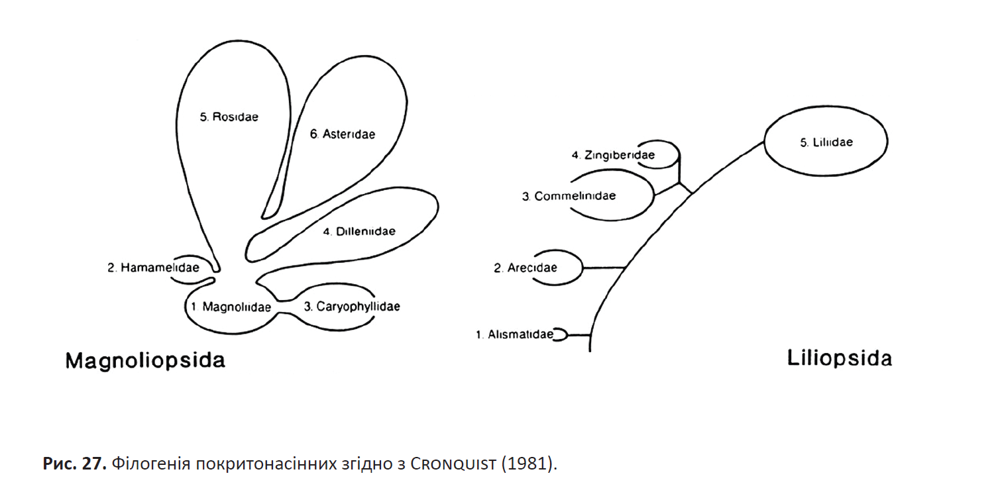 5. Rosidae
6. Asteridae
4. Dilleniidae
2. Hamamelidae
1. Magnoliidae
3. Caryophyllidae
Magnoliopsida
5. Liliidae
4. Zingiberidae
3. Commelinidae
2. Arecidae
1. Alismatidae
Liliopsida
Рис. 27. Філогенія покритонасінних згідно з CRONQUIST (1981).